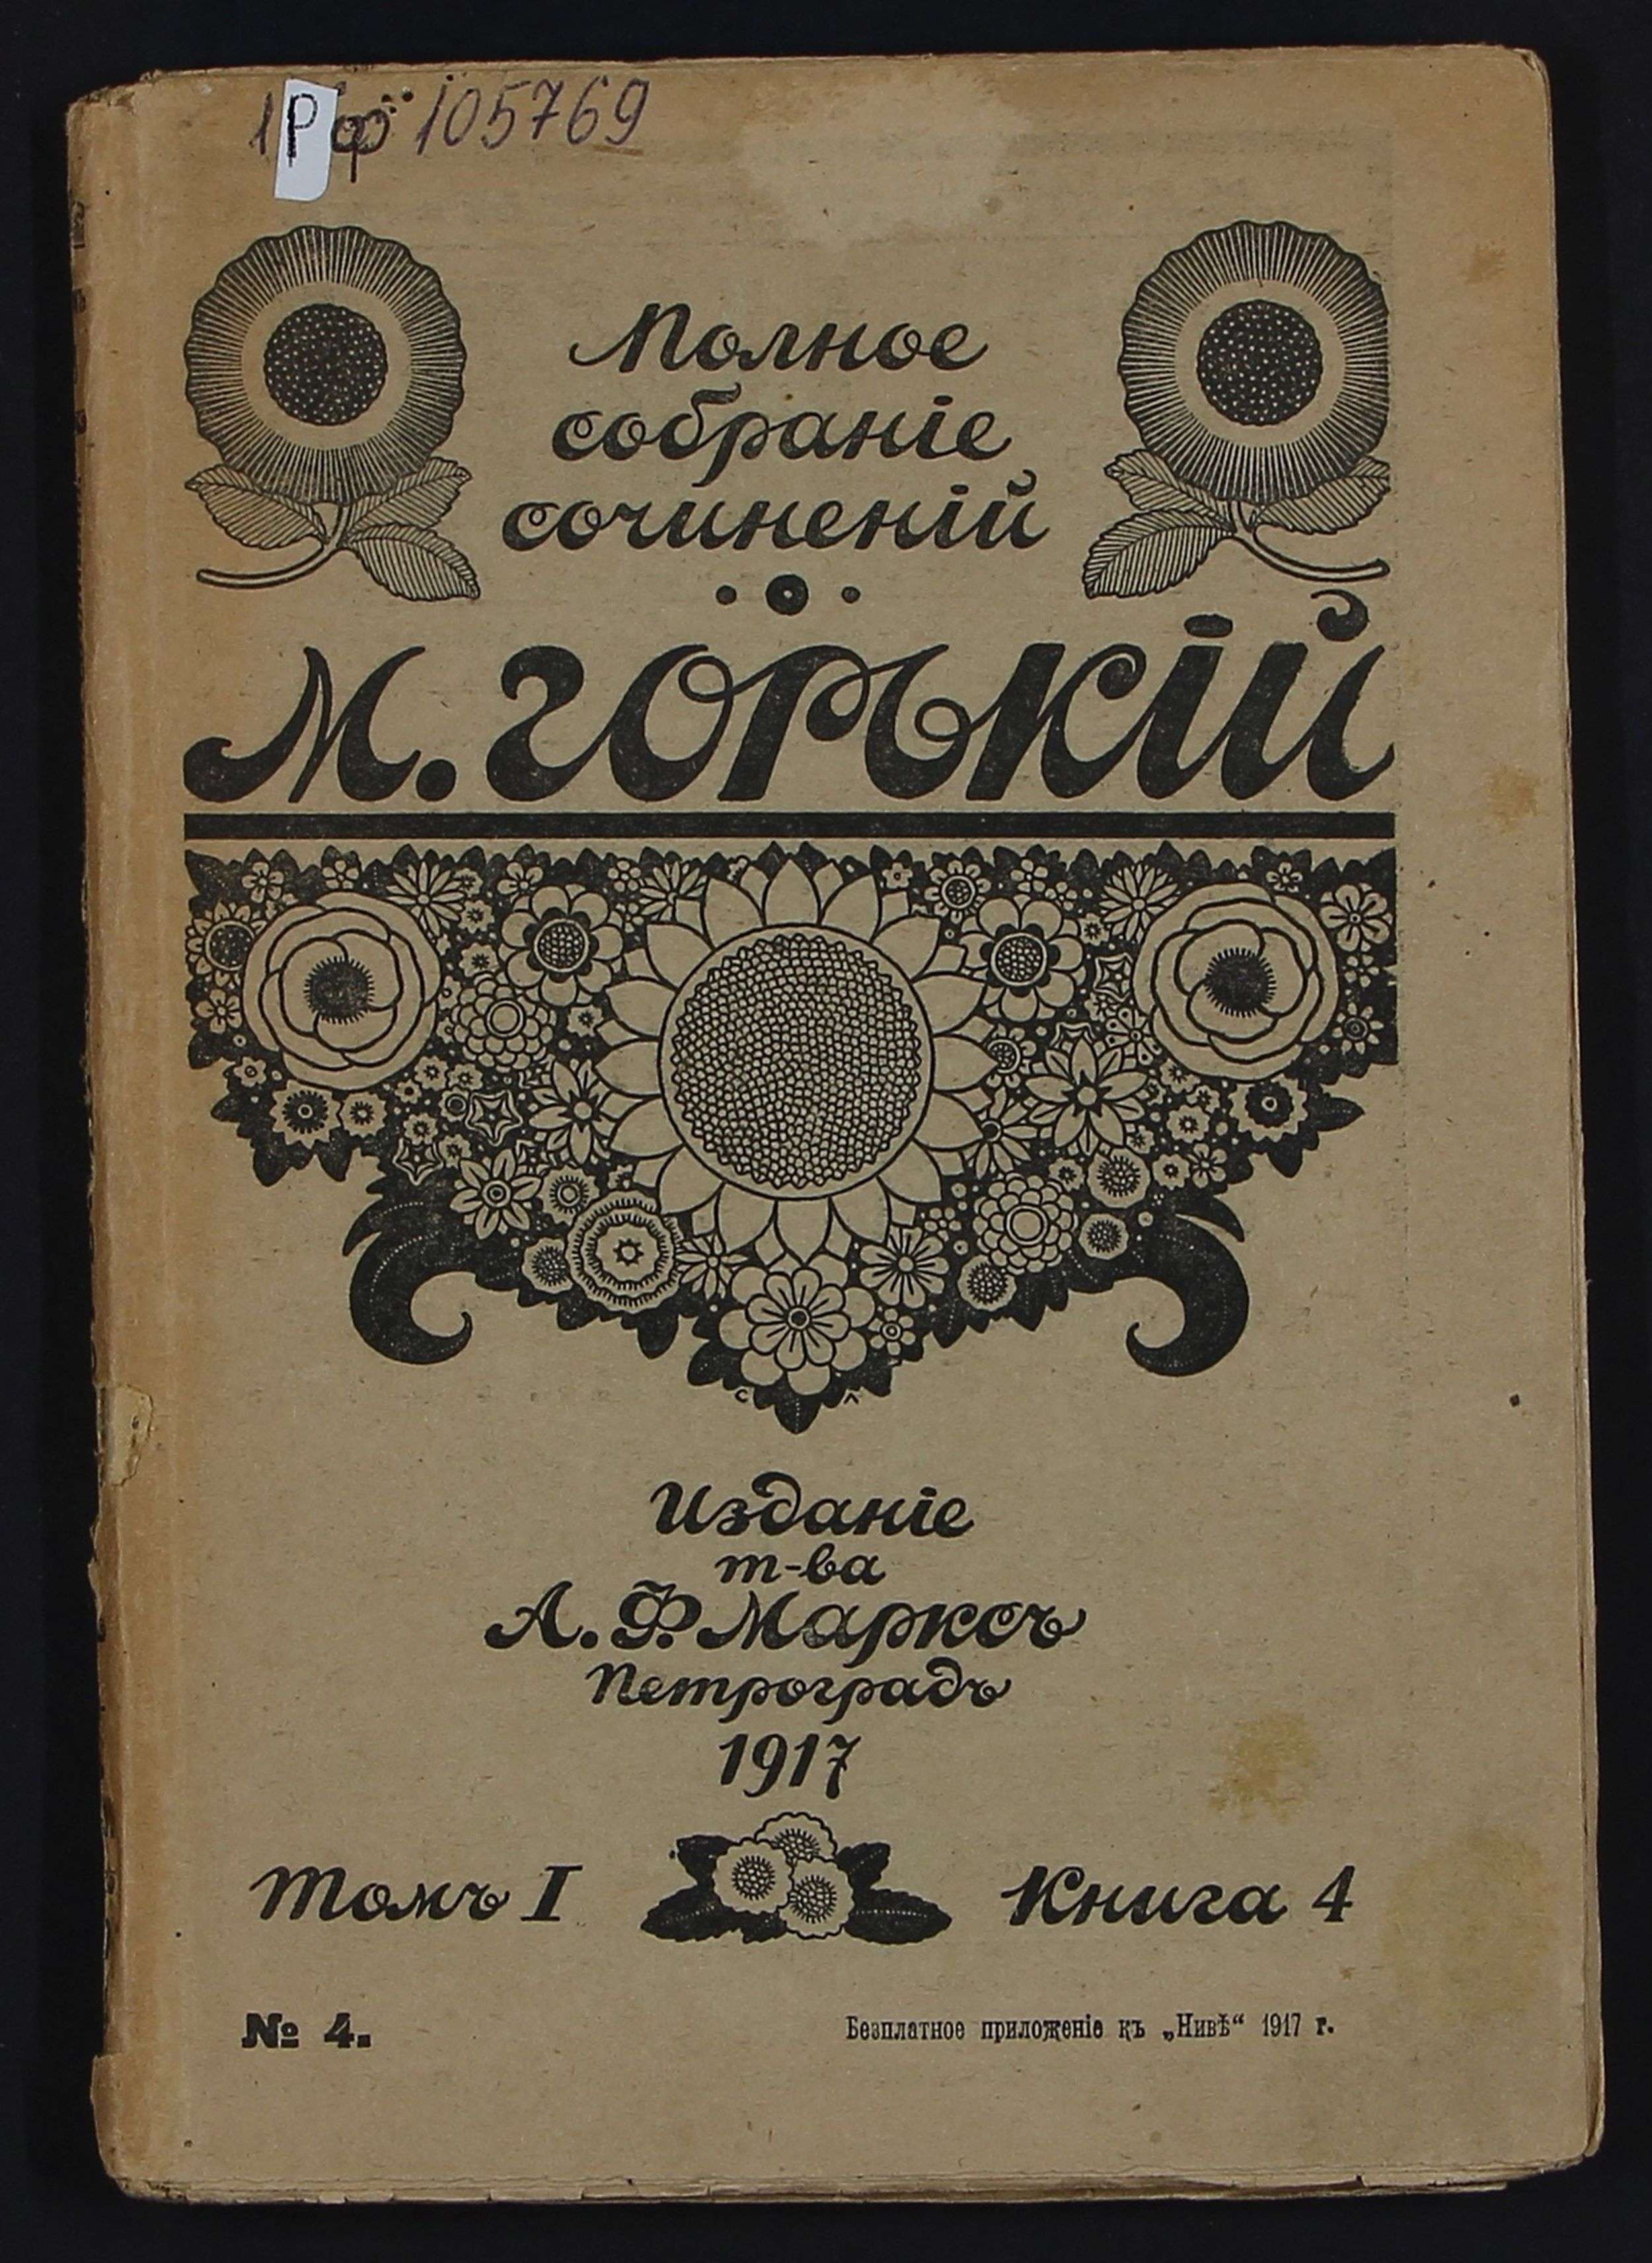 105769
Полное
собраніе
сочиненій
М. Горькій
С Л
Изданіе
т-ва
А. Ф. Марксъ
Петроградъ
1917
Томъ I Книга 4
№ 4. Безплатное приложеніе къ „Нивѣ“ 1917 г.